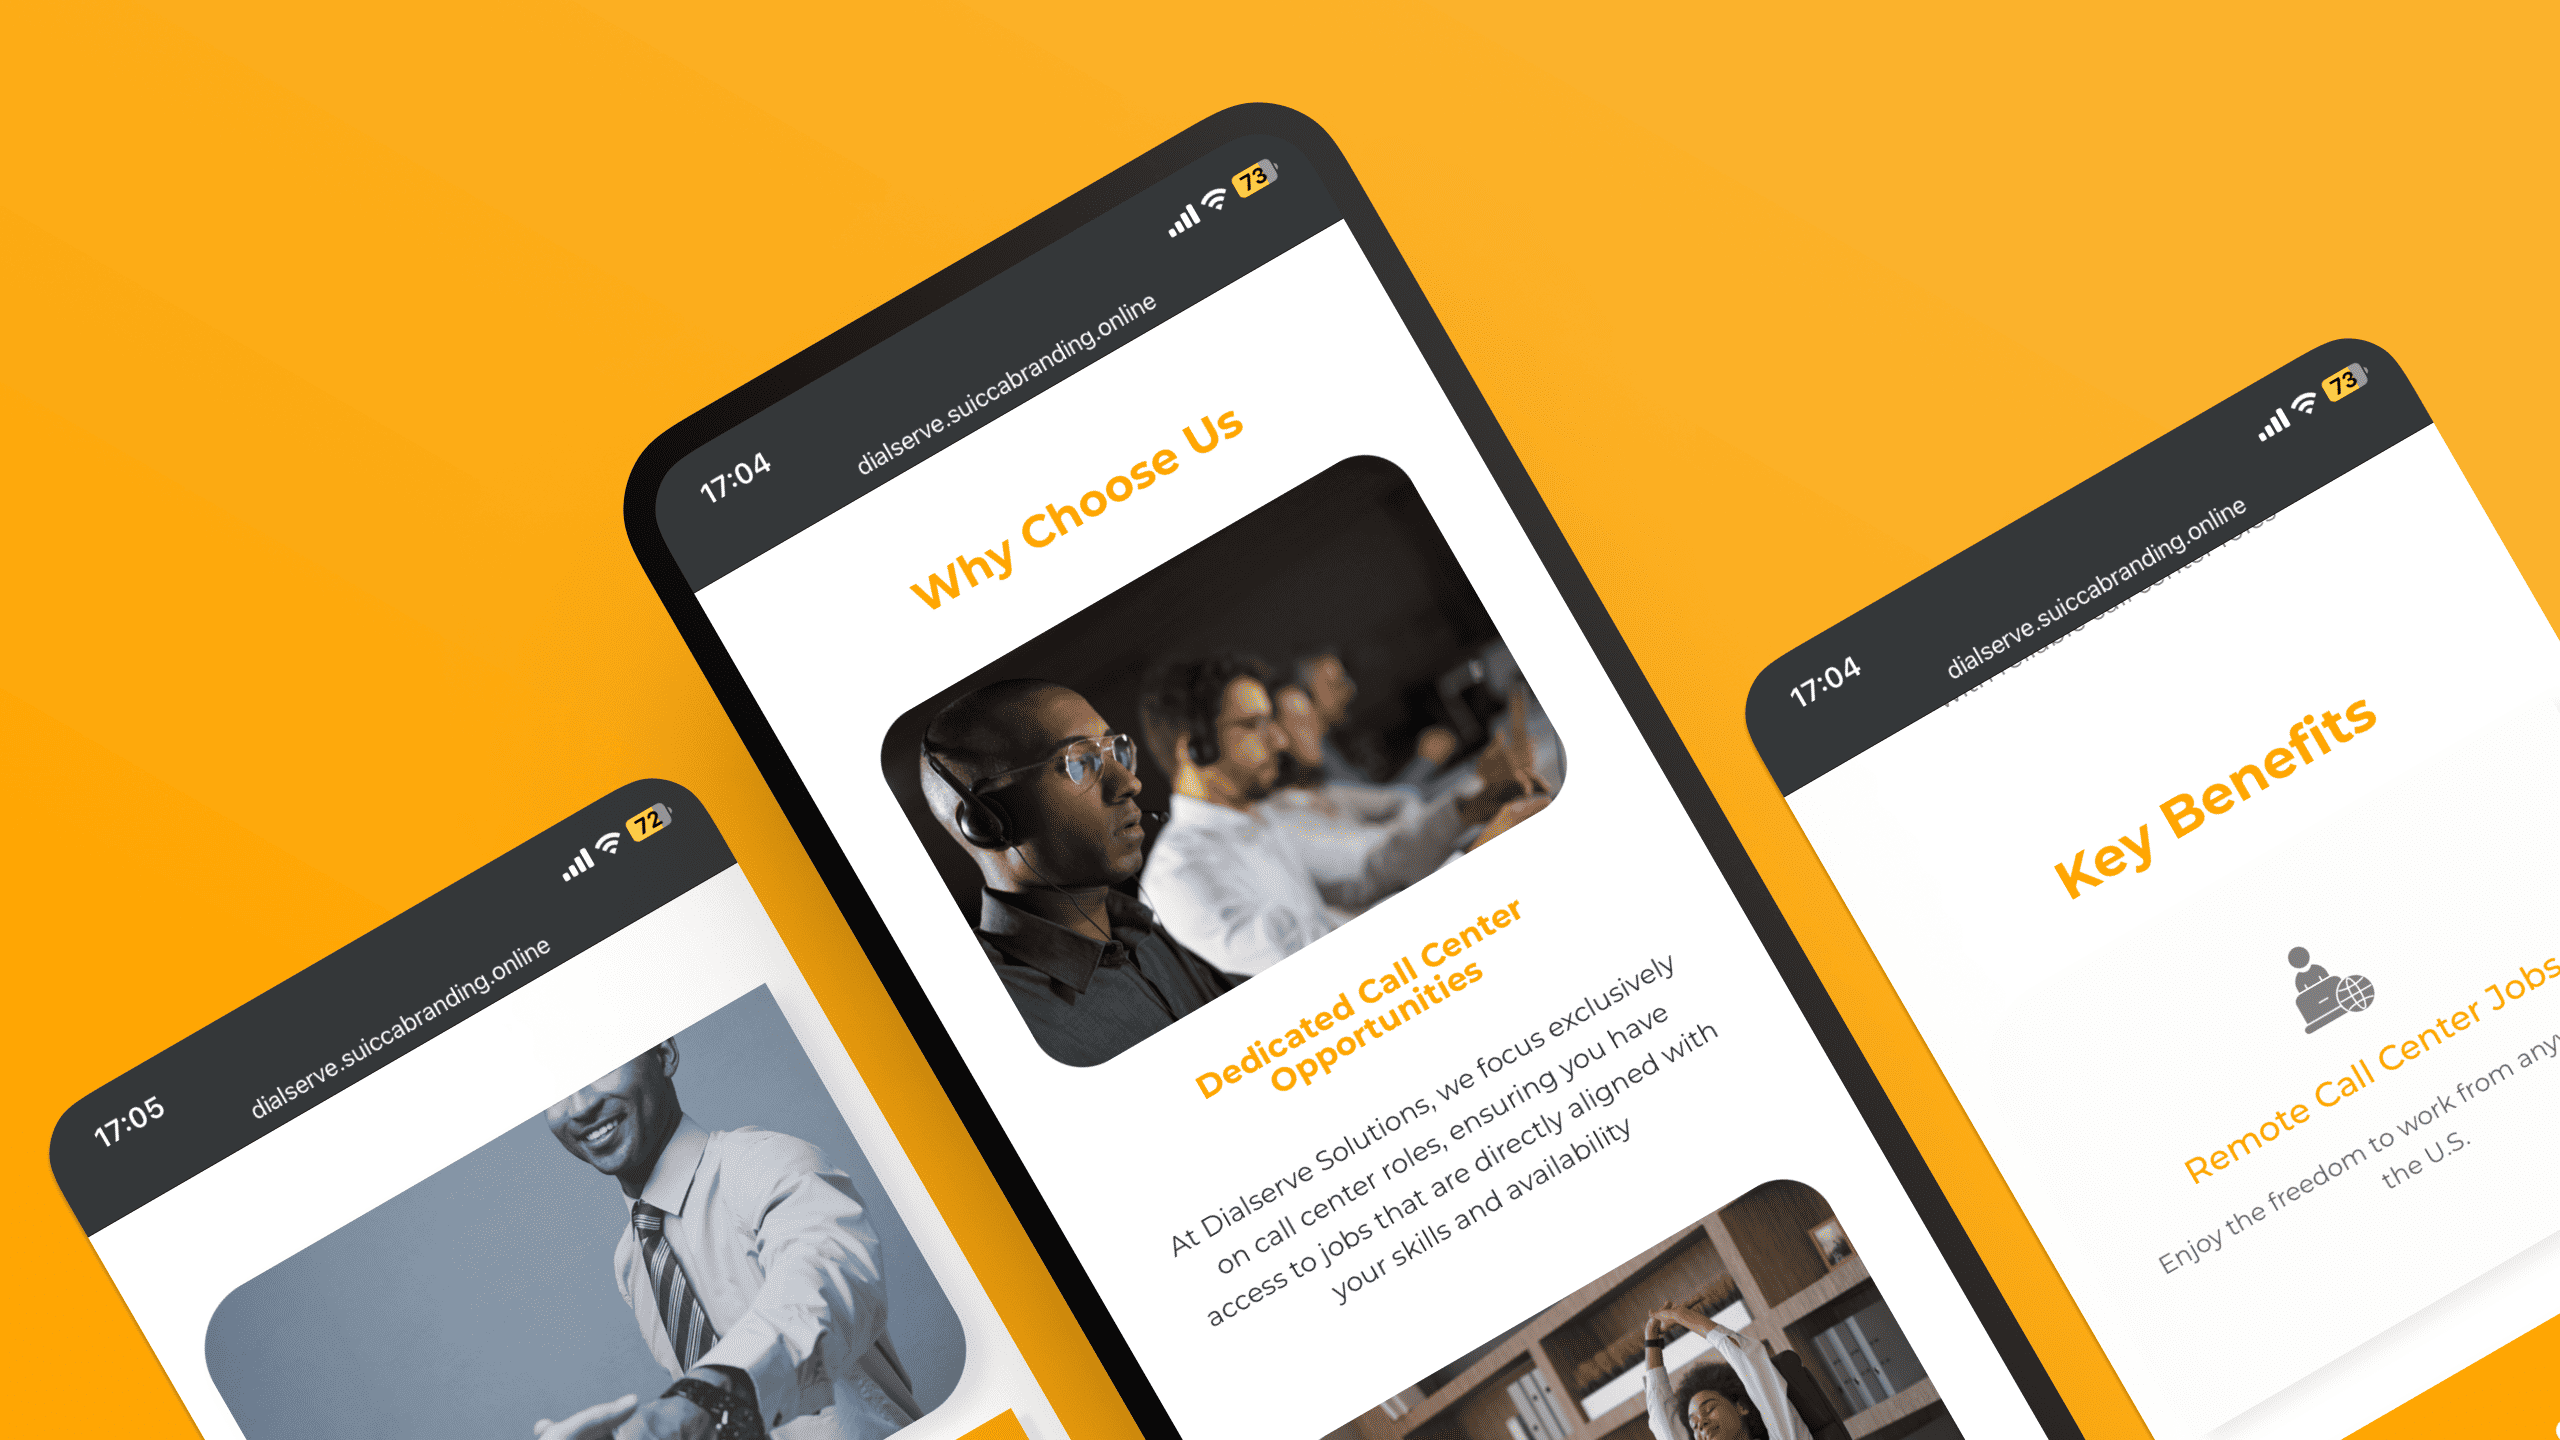 17:05
72
dialserve.suiccabranding.online
17:04
73
dialserve.suiccabranding.online
Why Choose Us
Dedicated Call Center
Opportunities
At Dialserve Solutions, we focus exclusively
on call center roles, ensuring you have
access to jobs that are directly aligned with
your skills and availability
17:04
73
dialserve.suiccabranding.online
Key Benefits
Remote Call Center Jobs
Enjoy the freedom to work from any
the U.S.